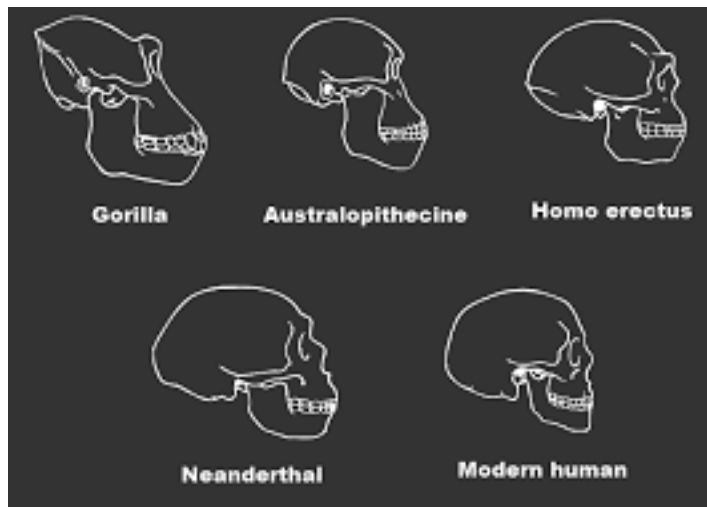 Gorilla
Australopithecine
Homo erectus
Neanderthal
Modern human